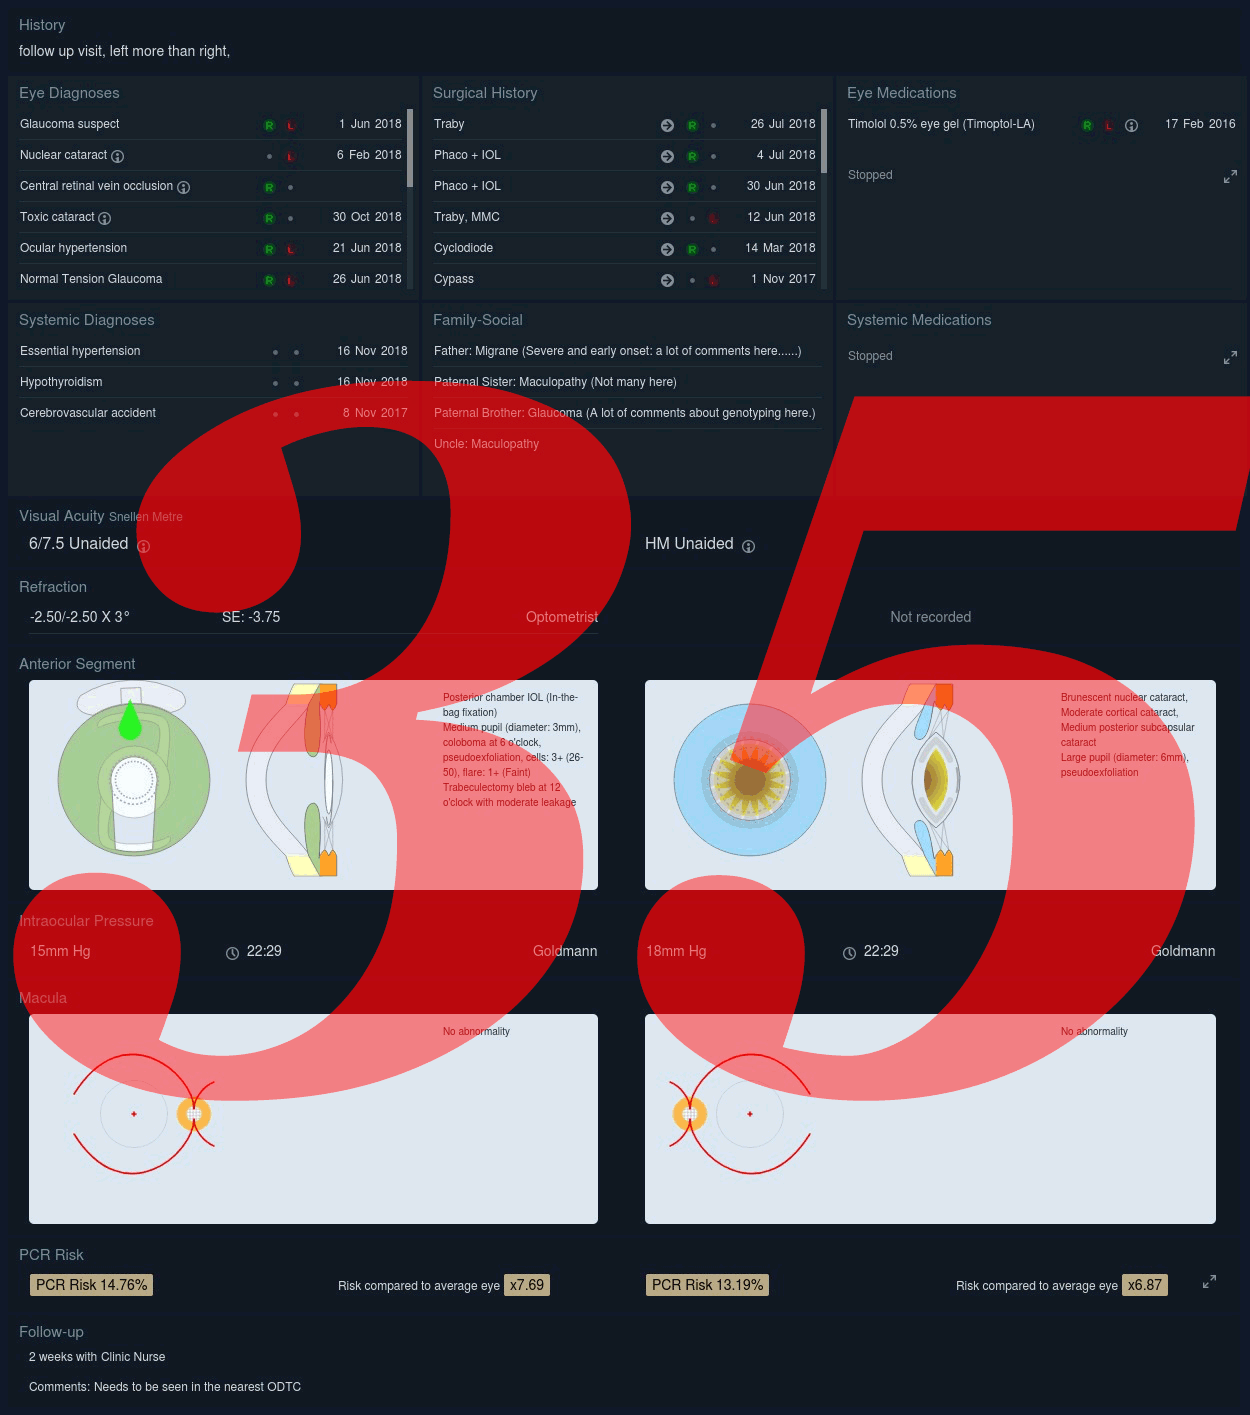 History
follow up visit, left more than right,
Eye Diagnoses
Glaucoma suspect R L 1 Jun 2018
Nuclear cataract L 6 Feb 2018
Central retinal vein occlusion R
Toxic cataract R 30 Oct 2018
Ocular hypertension R L 21 Jun 2018
Normal Tension Glaucoma R L 26 Jun 2018
Surgical History
Traby R 26 Jul 2018
Phaco + IOL R 4 Jul 2018
Phaco + IOL R 30 Jun 2018
Traby, MMC L 12 Jun 2018
Cyclodiode R 14 Mar 2018
Cypass L 1 Nov 2017
Eye Medications
Timolol 0.5% eye gel (Timoptol-LA) R L 17 Feb 2016
Stopped
Systemic Diagnoses
Essential hypertension 16 Nov 2018
Hypothyroidism 16 Nov 2018
Cerebrovascular accident 8 Nov 2017
Family-Social
Father: Migrane (Severe and early onset: a lot of comments here......)
Paternal Sister: Maculopathy (Not many here)
Paternal Brother: Glaucoma (A lot of comments about genotyping here.)
Uncle: Maculopathy
Systemic Medications
Stopped
35
Visual Acuity Snellen Metre
6/7.5 Unaided
HM Unaided
Refraction
-2.50/-2.50 X 3° SE: -3.75 Optometrist
Not recorded
Anterior Segment
Posterior chamber IOL (In-the-
bag fixation)
Medium pupil (diameter: 3mm),
coloboma at 6 o'clock,
pseudoexfoliation, cells: 3+ (26-
50), flare: 1+ (Faint)
Trabeculectomy bleb at 12
o'clock with moderate leakage
Brunescent nuclear cataract,
Moderate cortical cataract,
Medium posterior subcapsular
cataract
Large pupil (diameter: 6mm),
pseudoexfoliation
Intraocular Pressure
15mm Hg 22:29 Goldmann
18mm Hg 22:29 Goldmann
Macula
No abnormality
No abnormality
PCR Risk
PCR Risk 14.76% Risk compared to average eye x7.69
PCR Risk 13.19% Risk compared to average eye x6.87
Follow-up
2 weeks with Clinic Nurse
Comments: Needs to be seen in the nearest ODTC